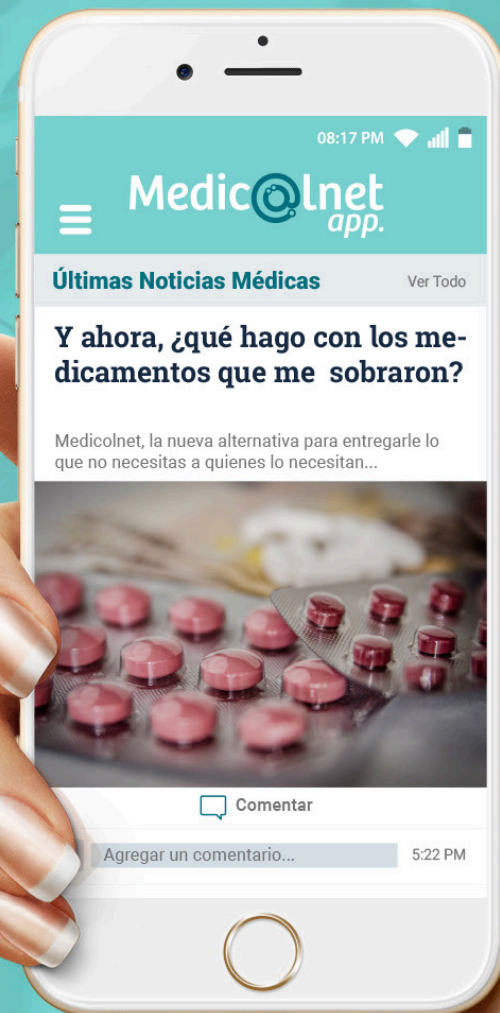 08:17 PM
Medic@lnet
app.
Últimas Noticias Médicas Ver Todo
Y ahora, ¿qué hago con los me-
dicamentos que me sobraron?
Medicolnet, la nueva alternativa para entregarle lo
que no necesitas a quienes lo necesitan...
Comentar
Agregar un comentario... 5:22 PM